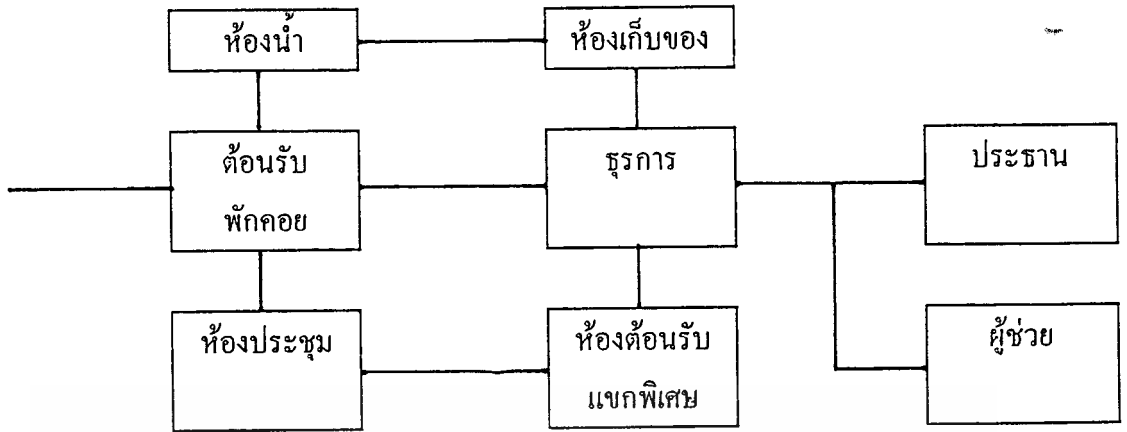 ห้องน้ำ
ห้องเก็บของ
ต้อนรับ
พักคอย
ธุรการ
ประธาน
ห้องประชุม
ห้องต้อนรับ
แขกพิเศษ
ผู้ช่วย